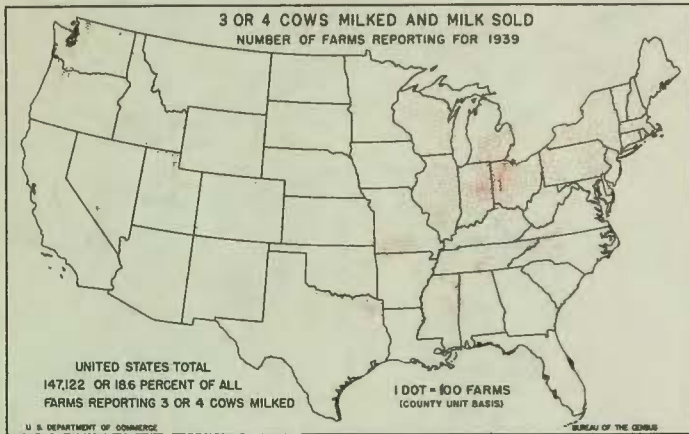 3 OR 4 COWS MILKED AND MILK SOLD
NUMBER OF FARMS REPORTING FOR 1939
UNITED STATES TOTAL
147,122 OR 18.6 PERCENT OF ALL
FARMS REPORTING 3 OR 4 COWS MILKED
1 DOT = 100 FARMS
(COUNTY UNIT BASIS)
U. S. DEPARTMENT OF COMMERCE
BUREAU OF THE CENSUS